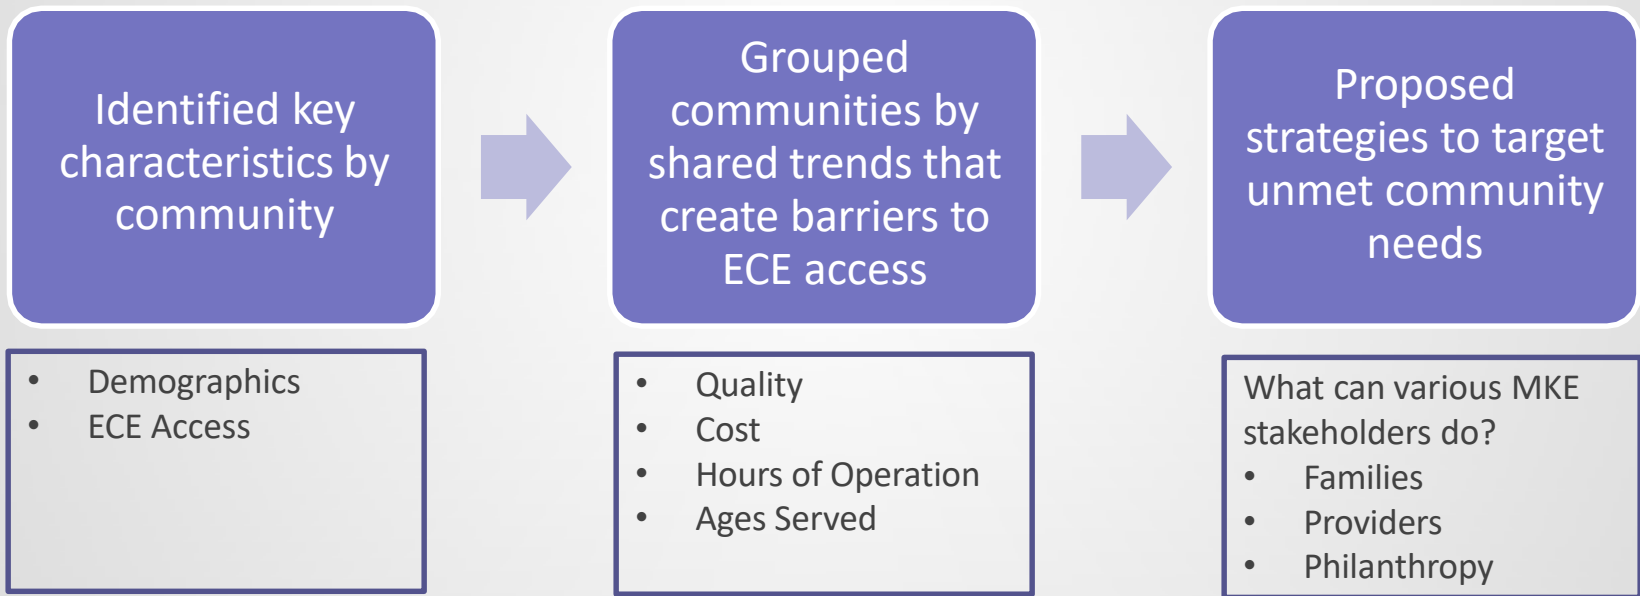 Identified key
characteristics by
community
Grouped
communities by
shared trends that
create barriers to
ECE access
Proposed
strategies to target
unmet community
needs
• Demographics
• ECE Access
• Quality
• Cost
• Hours of Operation
• Ages Served
What can various MKE
stakeholders do?
• Families
• Providers
• Philanthropy